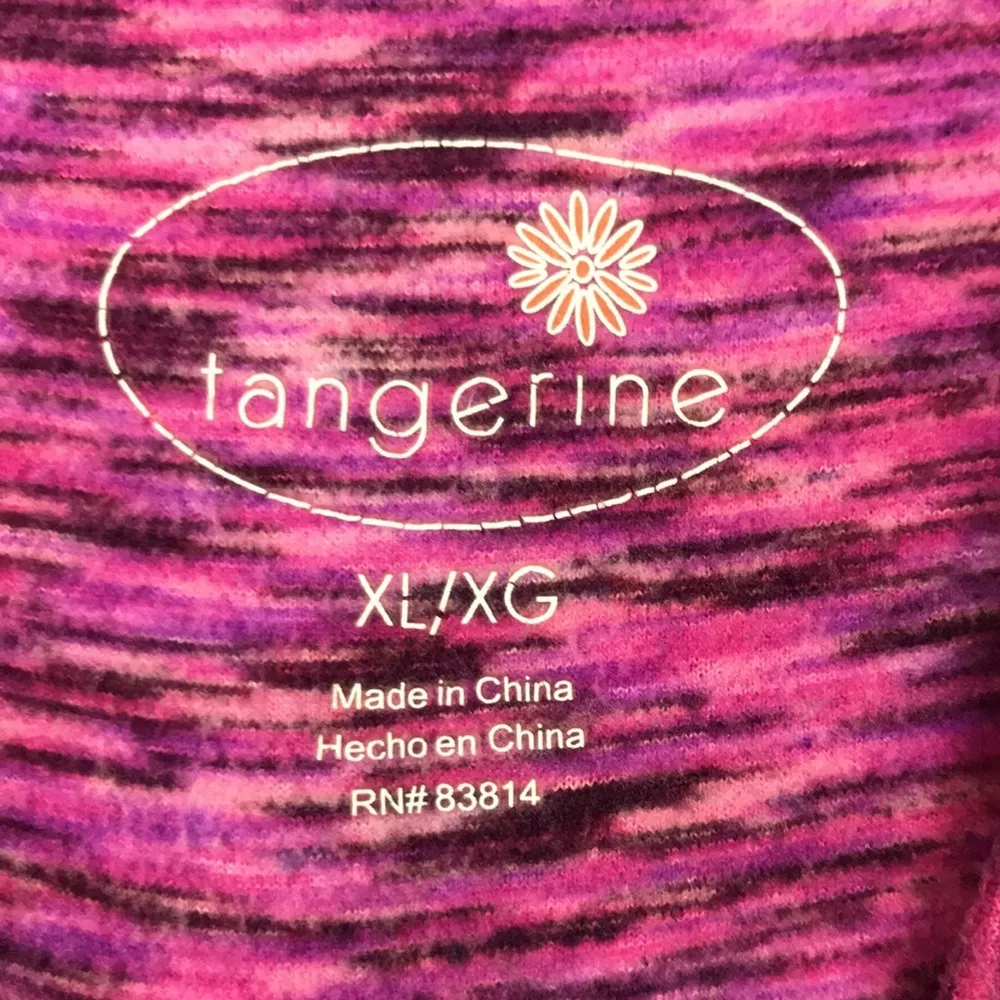 tangerine
XL/XG
Made in China
Hecho en China
RN# 83814